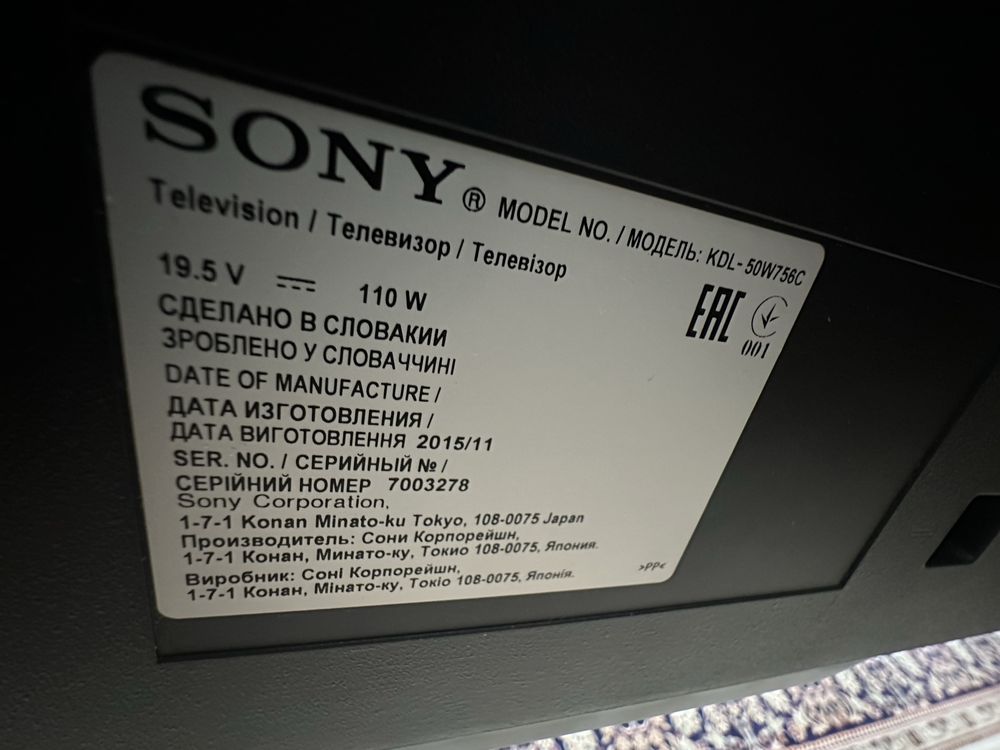 SONY® MODEL NO. / МОДЕЛЬ: KDL-50W756C
Television / Телевизор / Телевізор
19.5 V 110 W
EAC
001
СДЕЛАНО В СЛОВАКИИ
ЗРОБЛЕНО У СЛОВАЧЧИНІ
DATE OF MANUFACTURE /
ДАТА ИЗГОТОВЛЕНИЯ /
ДАТА ВИГОТОВЛЕННЯ 2015/11
SER. NO. / СЕРИЙНЫЙ № /
СЕРІЙНИЙ НОМЕР 7003278
Sony Corporation,
1-7-1 Konan Minato-ku Tokyo, 108-0075 Japan
Производитель: Сони Корпорейшн,
1-7-1 Конан, Минато-ку, Токио 108-0075, Япония.
Виробник: Соні Корпорейшн,
1-7-1 Конан, Мінато-ку, Токіо 108-0075, Японія.
>PP<